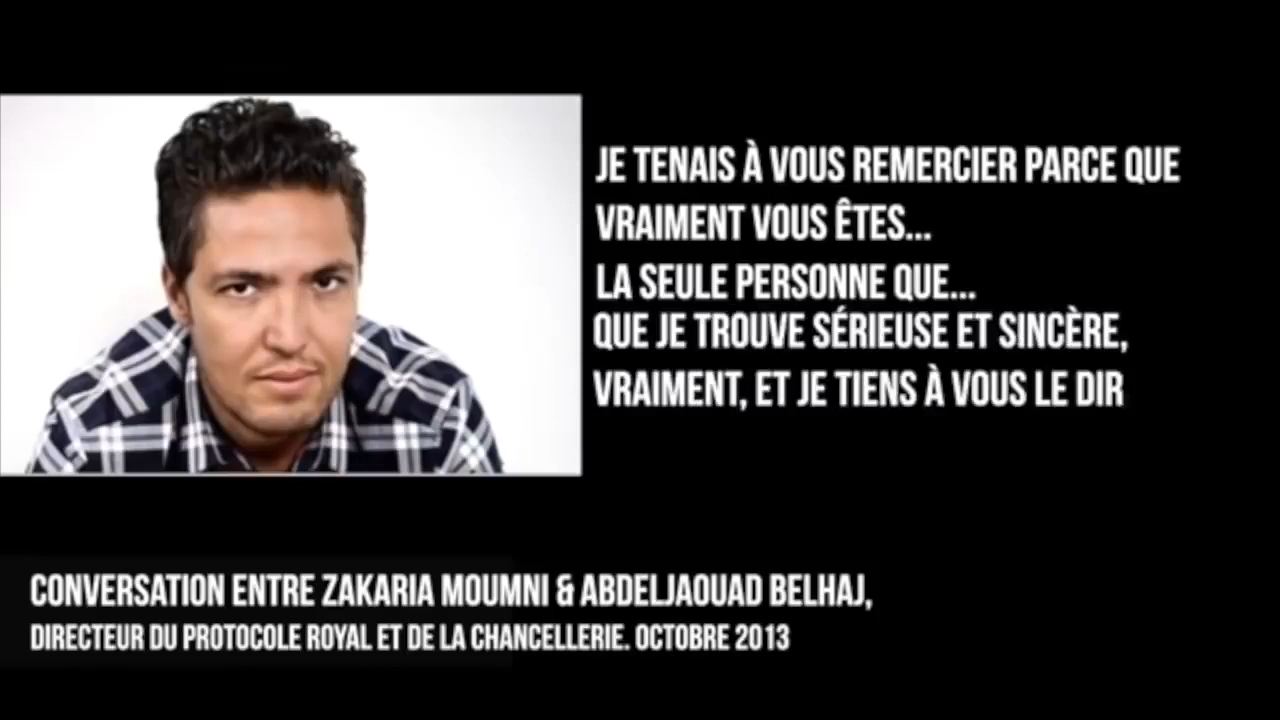 JE TENAIS À VOUS REMERCIER PARCE QUE
VRAIMENT VOUS ÊTES...
LA SEULE PERSONNE QUE...
QUE JE TROUVE SÉRIEUSE ET SINCÈRE,
VRAIMENT, ET JE TIENS À VOUS LE DIR
CONVERSATION ENTRE ZAKARIA MOUMNI & ABDELJAOUAD BELHAJ,
DIRECTEUR DU PROTOCOLE ROYAL ET DE LA CHANCELLERIE. OCTOBRE 2013